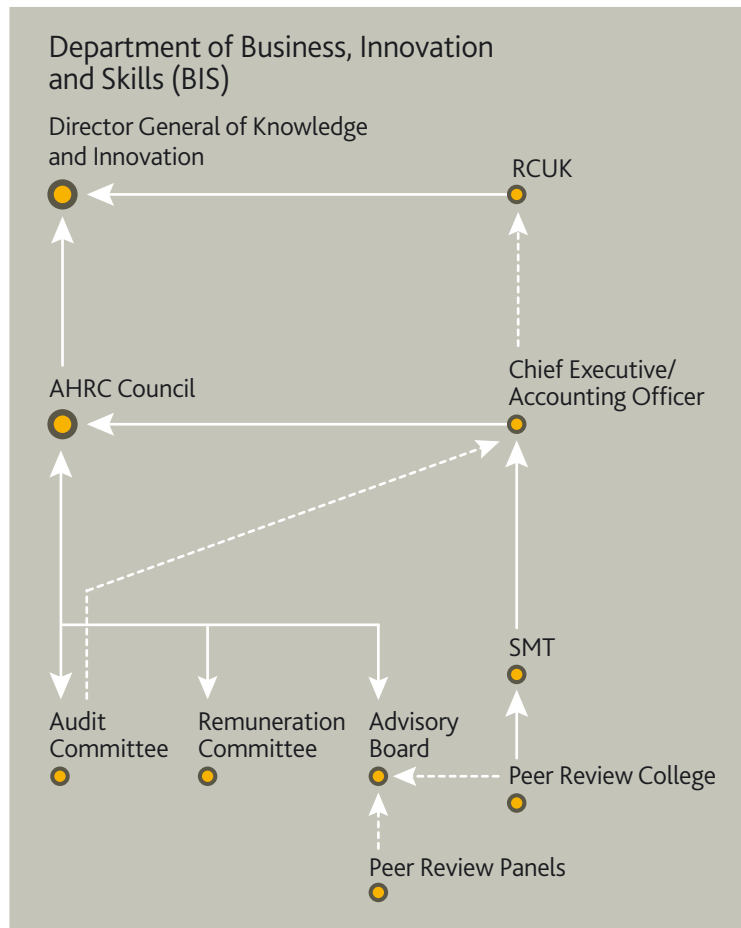 Department of Business, Innovation
and Skills (BIS)
Director General of Knowledge
and Innovation
RCUK
AHRC Council
Chief Executive/
Accounting Officer
SMT
Audit
Committee
Remuneration
Committee
Advisory
Board
Peer Review College
Peer Review Panels